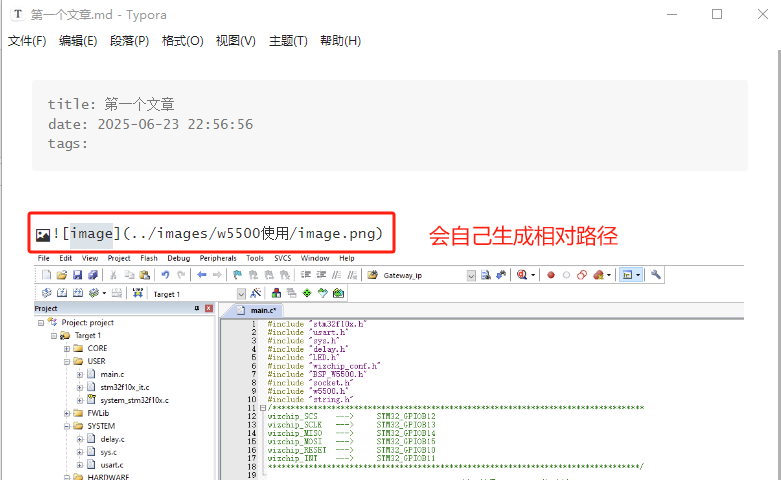 第一个文章.md - Typora
文件(F) 编辑(E) 段落(P) 格式(O) 视图(V) 主题(T) 帮助(H)
title: 第一个文章
date: 2025-06-23 22:56:56
tags:
![image](../images/w5500使用/image.png)
会自己生成相对路径
File Edit View Project Flash Debug Peripherals Tools SVCS Window Help
Gateway_ip
Target 1
Project
main.c*
Project: project
Target 1
CORE
USER
main.c
stm32f10x_it.c
system_stm32f10x.c
FWLib
SYSTEM
delay.c
sys.c
usart.c
HARDWARE
1 #include "stm32f10x.h"
2 #include "usart.h"
3 #include "sys.h"
4 #include "delay.h"
5 #include "LED.h"
6 #include "wizchip_conf.h"
7 #include "BSP_W5500.h"
8 #include "socket.h"
9 #include "w5500.h"
10 #include "string.h"
11 /**************************************************************************
12 wizchip_SCS ---> STM32_GPIOB12
13 wizchip_SCLK ---> STM32_GPIOB13
14 wizchip_MISO ---> STM32_GPIOB14
15 wizchip_MOSI ---> STM32_GPIOB15
16 wizchip_RESET ---> STM32_GPIOB10
17 wizchip_INT ---> STM32_GPIOB11
18 **************************************************************************/
19